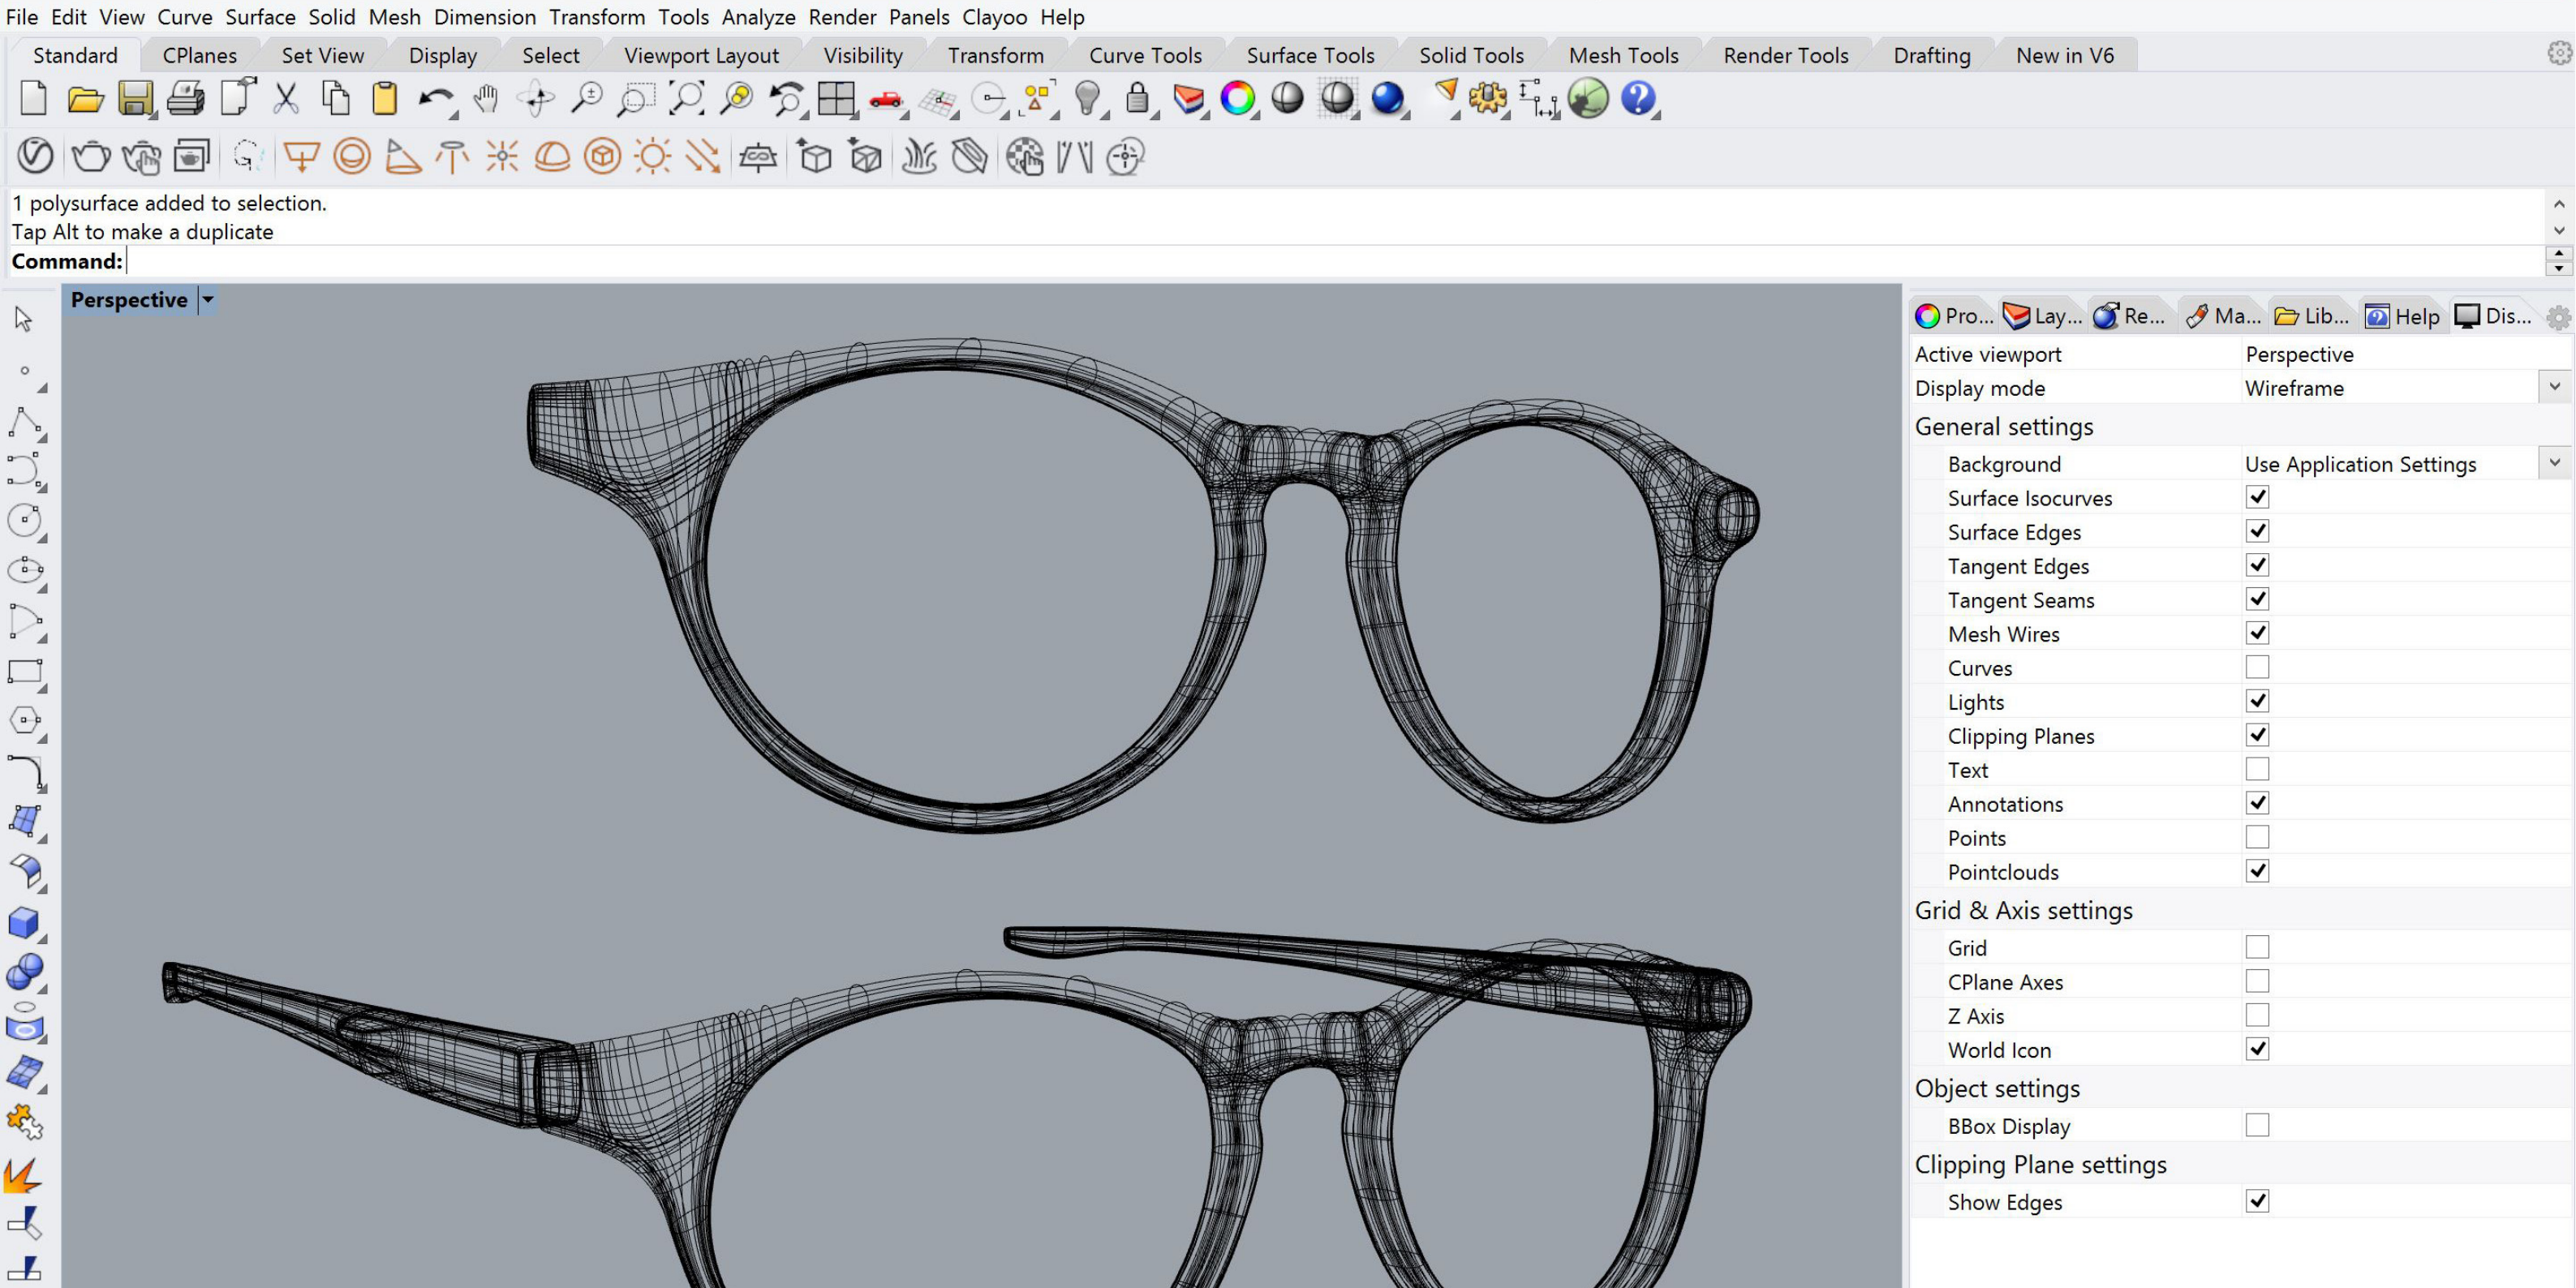 File Edit View Curve Surface Solid Mesh Dimension Transform Tools Analyze Render Panels Clayoo Help
Standard CPlanes Set View Display Select Viewport Layout Visibility Transform Curve Tools Surface Tools Solid Tools Mesh Tools Render Tools Drafting New in V6
1 polysurface added to selection.
Tap Alt to make a duplicate
Command:
Perspective
Pro... Lay... Re... Ma... Lib... Help Dis...
Active viewport Perspective
Display mode Wireframe
General settings
Background Use Application Settings
Surface Isocurves
Surface Edges
Tangent Edges
Tangent Seams
Mesh Wires
Curves
Lights
Clipping Planes
Text
Annotations
Points
Pointclouds
Grid & Axis settings
Grid
CPlane Axes
Z Axis
World Icon
Object settings
BBox Display
Clipping Plane settings
Show Edges